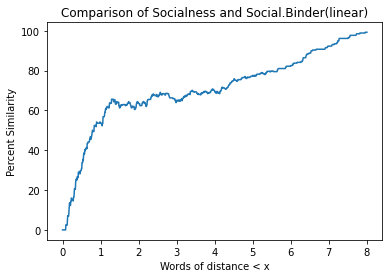 Comparison of Socialness and Social.Binder(linear)
100
80
60
40
20
0
Percent Similarity
0 1 2 3 4 5 6 7 8
Words of distance < x